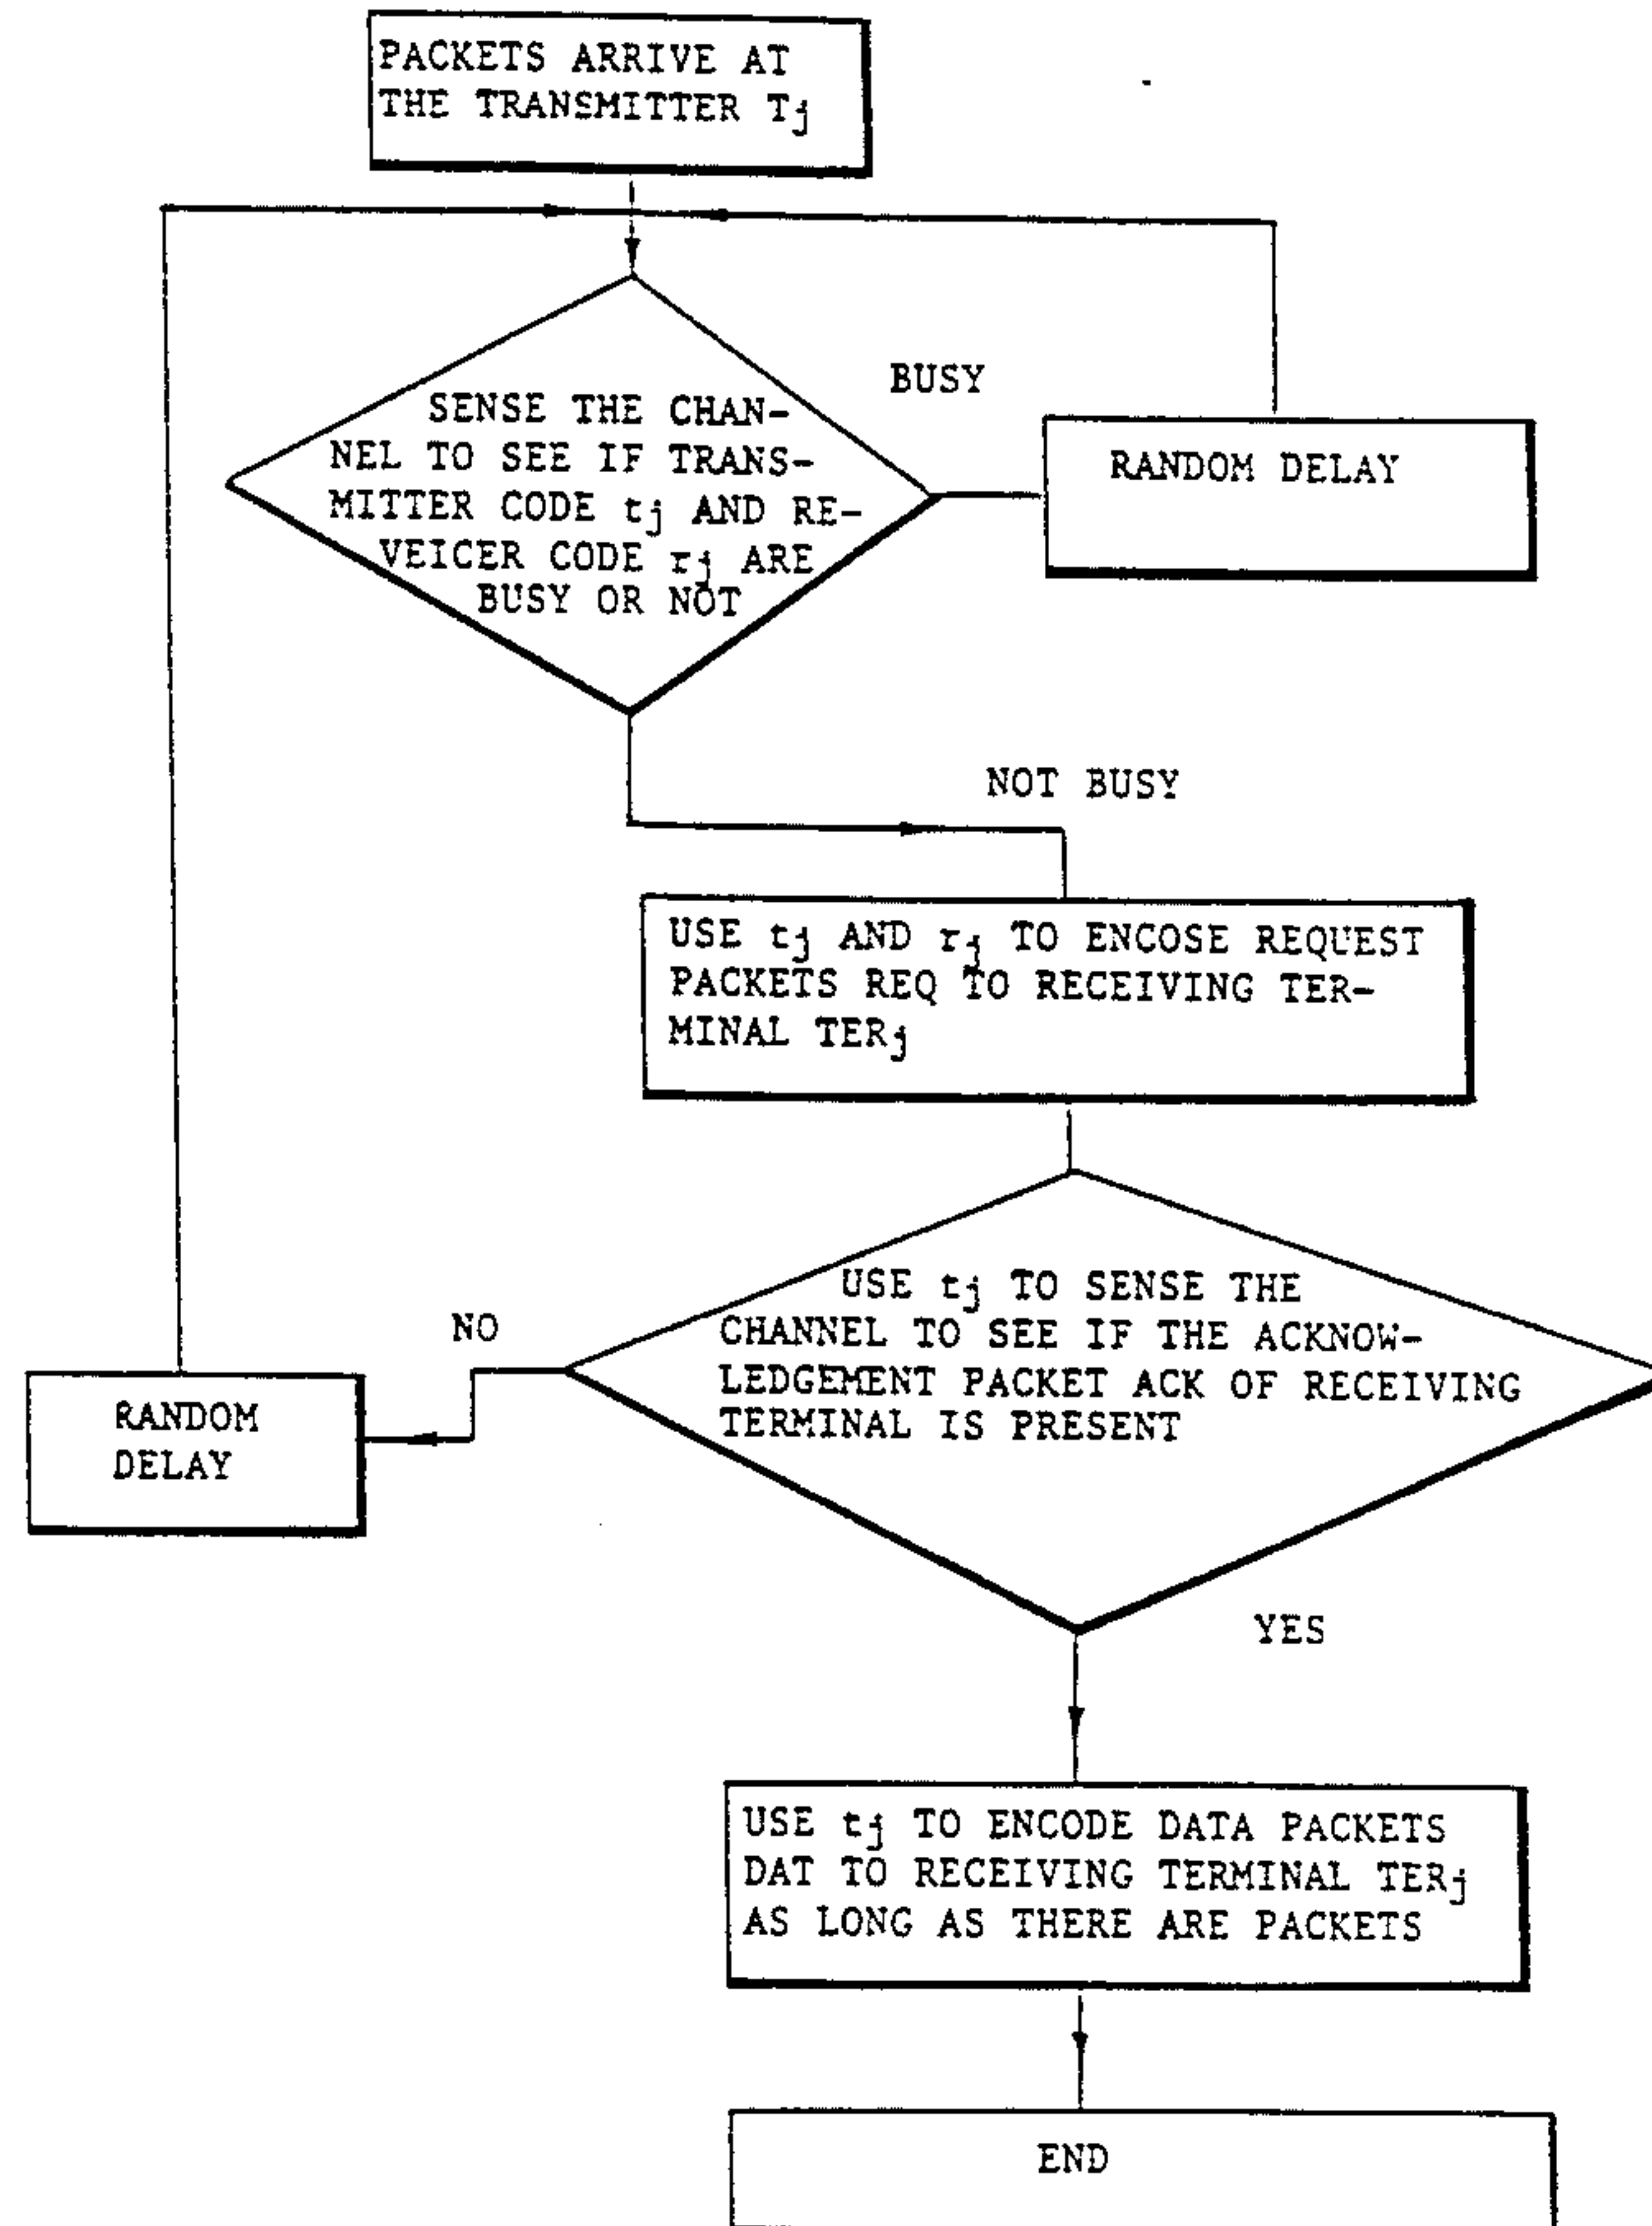 PACKETS ARRIVE AT
THE TRANSMITTER Tj
BUSY
SENSE THE CHAN-
NEL TO SEE IF TRANS-
MITTER CODE tj AND RE-
VEICER CODE rj ARE
BUSY OR NOT
RANDOM DELAY
NOT BUSY
USE tj AND rj TO ENCOSE REQUEST
PACKETS REQ TO RECEIVING TER-
MINAL TERj
USE tj TO SENSE THE
CHANNEL TO SEE IF THE ACKNOW-
LEDGEMENT PACKET ACK OF RECEIVING
TERMINAL IS PRESENT
NO
RANDOM
DELAY
YES
USE tj TO ENCODE DATA PACKETS
DAT TO RECEIVING TERMINAL TERj
AS LONG AS THERE ARE PACKETS
END